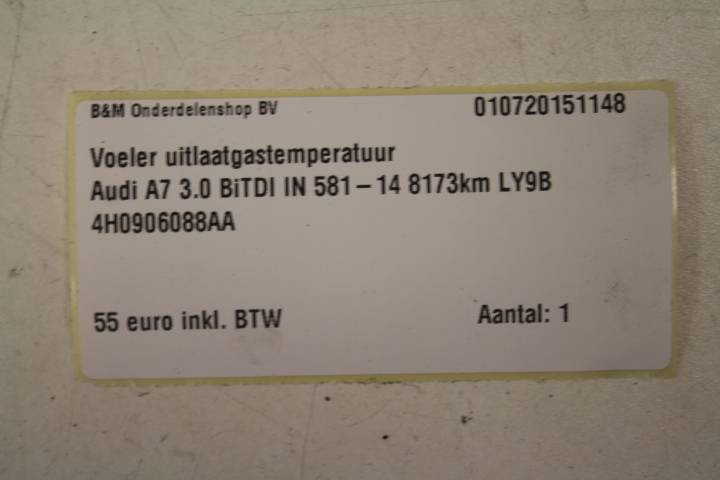 B&M Onderdelenshop BV 010720151148
Voeler uitlaatgastemperatuur
Audi A7 3.0 BiTDI IN 581-14 8173km LY9B
4H0906088AA
55 euro inkl. BTW Aantal: 1